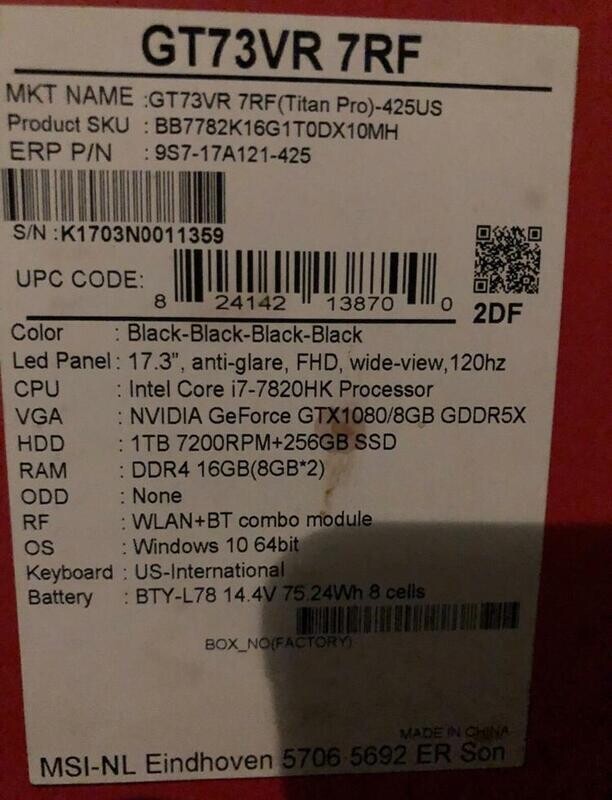 GT73VR 7RF
MKT NAME :GT73VR 7RF(Titan Pro)-425US
Product SKU : BB7782K16G1T0DX10MH
ERP P/N : 9S7-17A121-425
S/N :K1703N0011359
UPC CODE:
8 24142 13870 0
2DF
Color : Black-Black-Black-Black
Led Panel : 17.3", anti-glare, FHD, wide-view,120hz
CPU : Intel Core i7-7820HK Processor
VGA : NVIDIA GeForce GTX1080/8GB GDDR5X
HDD : 1TB 7200RPM+256GB SSD
RAM : DDR4 16GB(8GB*2)
ODD : None
RF : WLAN+BT combo module
OS : Windows 10 64bit
Keyboard : US-International
Battery : BTY-L78 14.4V 75.24Wh 8 cells
BOX_NO(FACTORY)
MADE IN CHINA
MSI-NL Eindhoven 5706 5692 ER Son